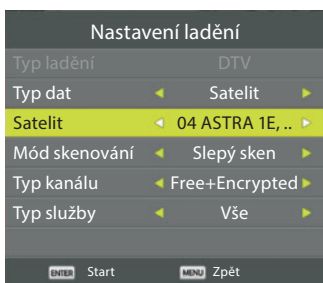 Nastavení ladění
Typ ladění DTV
Typ dat Satelit
Satelit 04 ASTRA 1E, ..
Mód skenování Slepý sken
Typ kanálu Free+Encrypted
Typ služby Vše
ENTER Start MENU Zpět